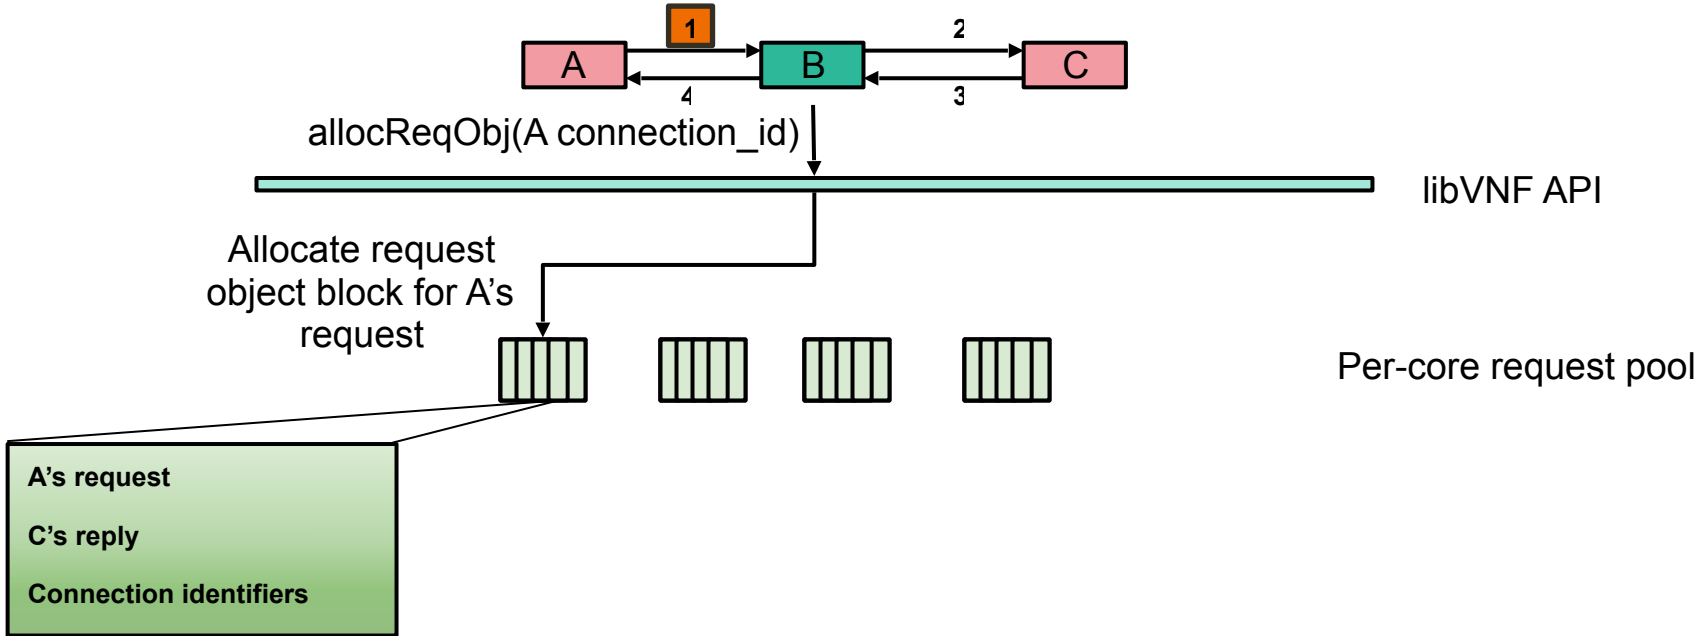 1
2
A
B
C
4
3
allocReqObj(A connection_id)
libVNF API
Allocate request
object block for A's
request
Per-core request pool
A's request
C's reply
Connection identifiers